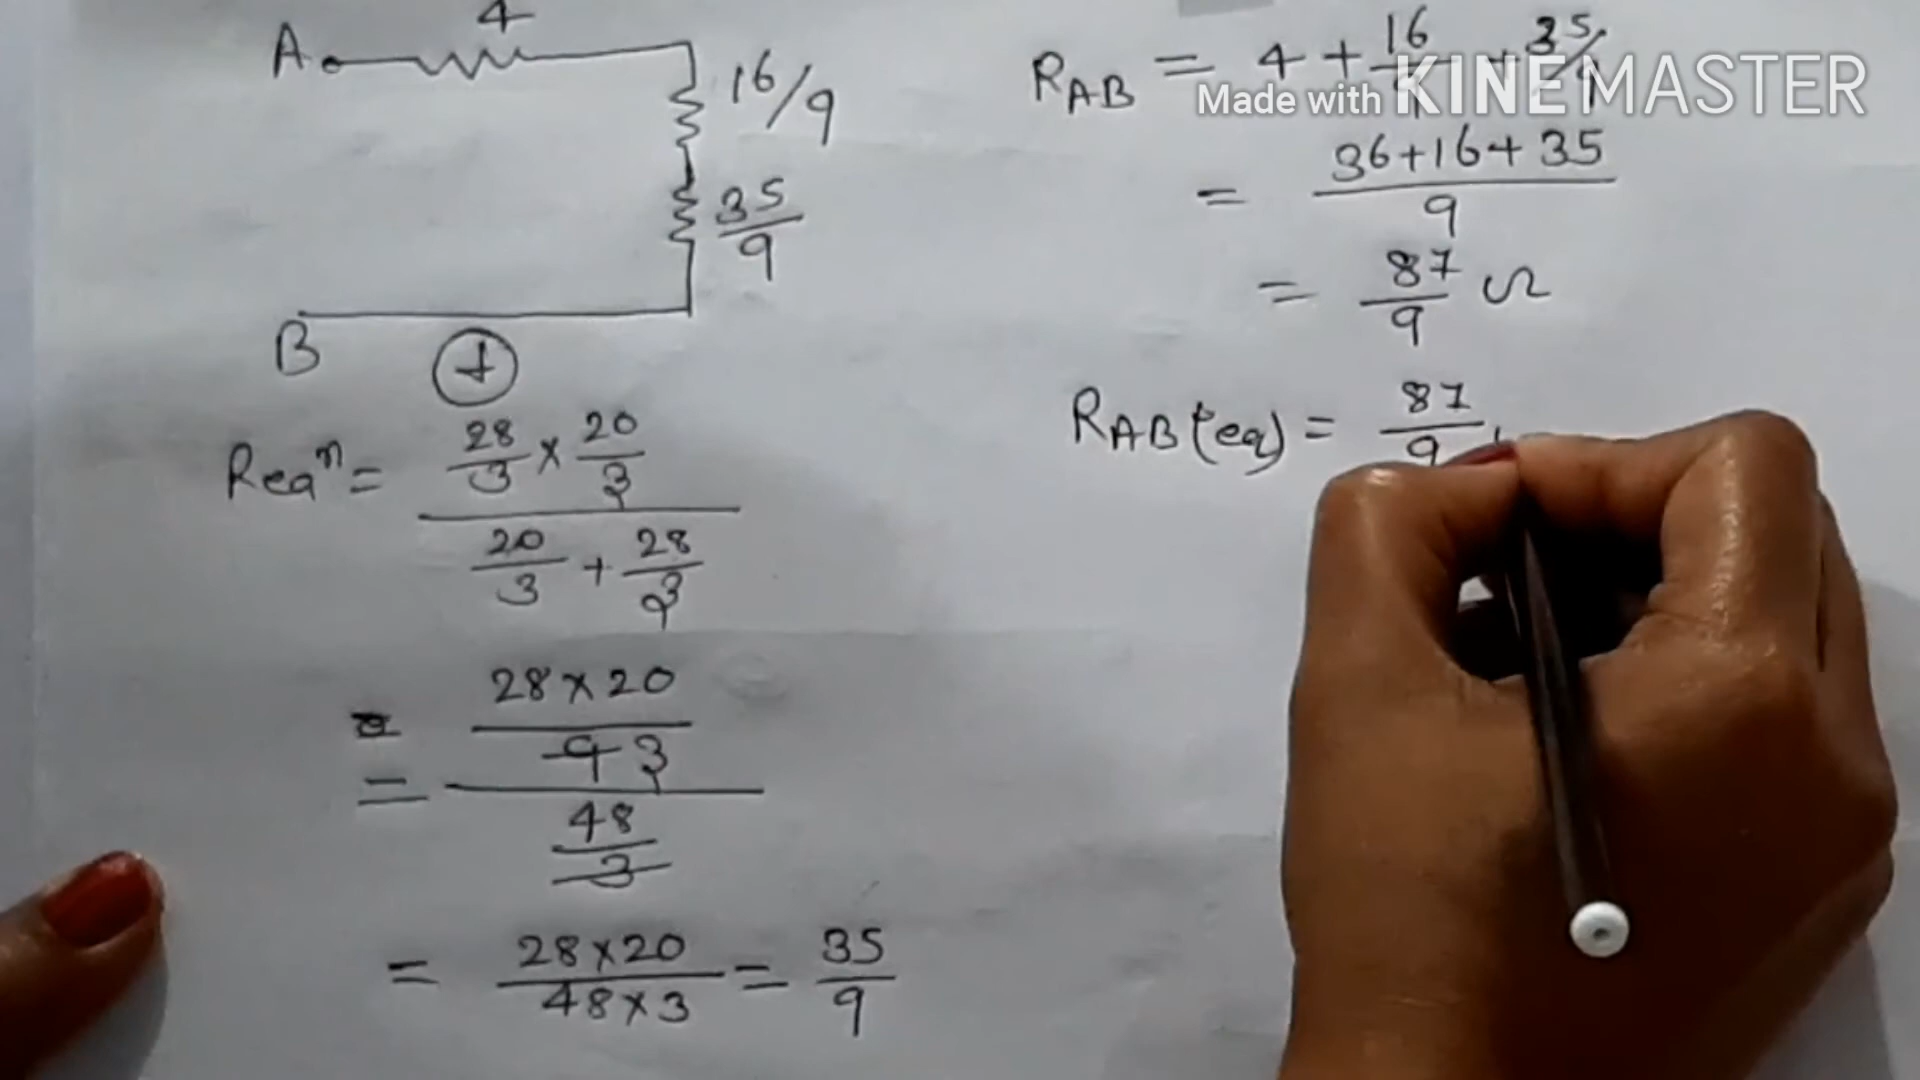 A 4
16/9
35/9
B
1
Reqn = 28/3 × 20/3 / 20/3 + 28/3
= 28×20/9 3 / 48/3
= 28×20/48×3 = 35/9
RAB = 4 + 16/9 + 35/9
Made with KINEMASTER
= 36+16+35/9
= 87/9 Ω
RAB(eq) = 87/9